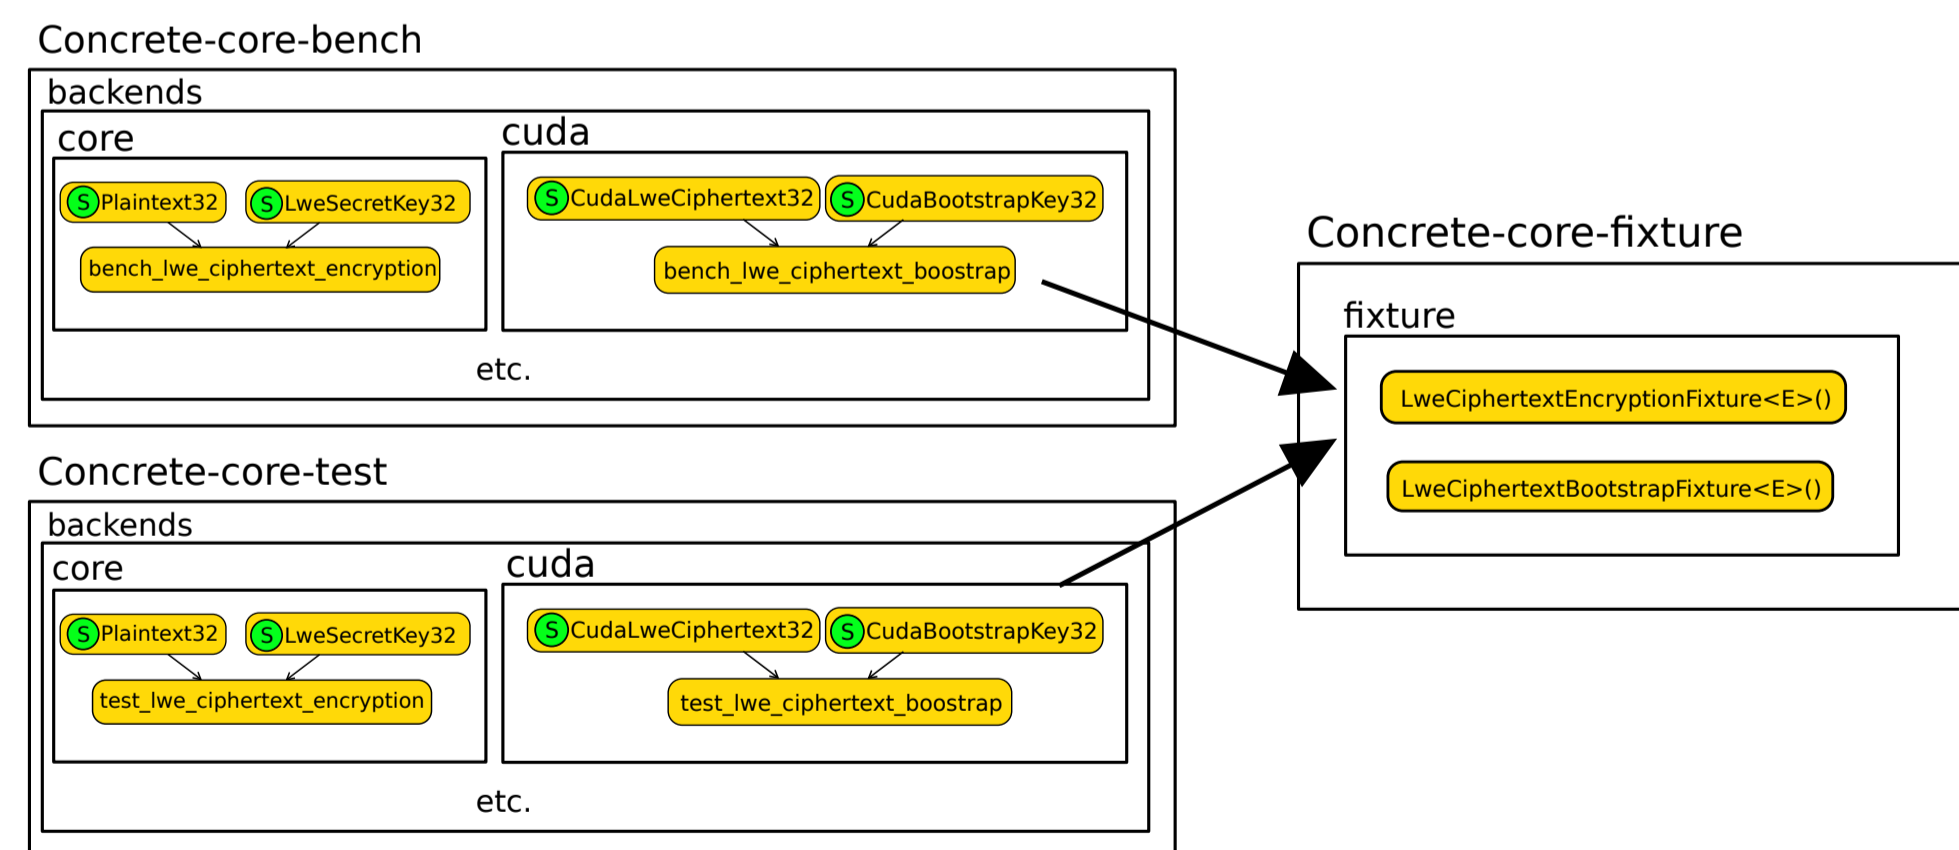 Concrete-core-bench
backends
core
cuda
S Plaintext32
S LweSecretKey32
S CudaLweCiphertext32
S CudaBootstrapKey32
bench_lwe_ciphertext_encryption
bench_lwe_ciphertext_boostrap
etc.
Concrete-core-fixture
fixture
LweCiphertextEncryptionFixture<E>()
LweCiphertextBootstrapFixture<E>()
Concrete-core-test
backends
core
cuda
S Plaintext32
S LweSecretKey32
S CudaLweCiphertext32
S CudaBootstrapKey32
test_lwe_ciphertext_encryption
test_lwe_ciphertext_boostrap
etc.